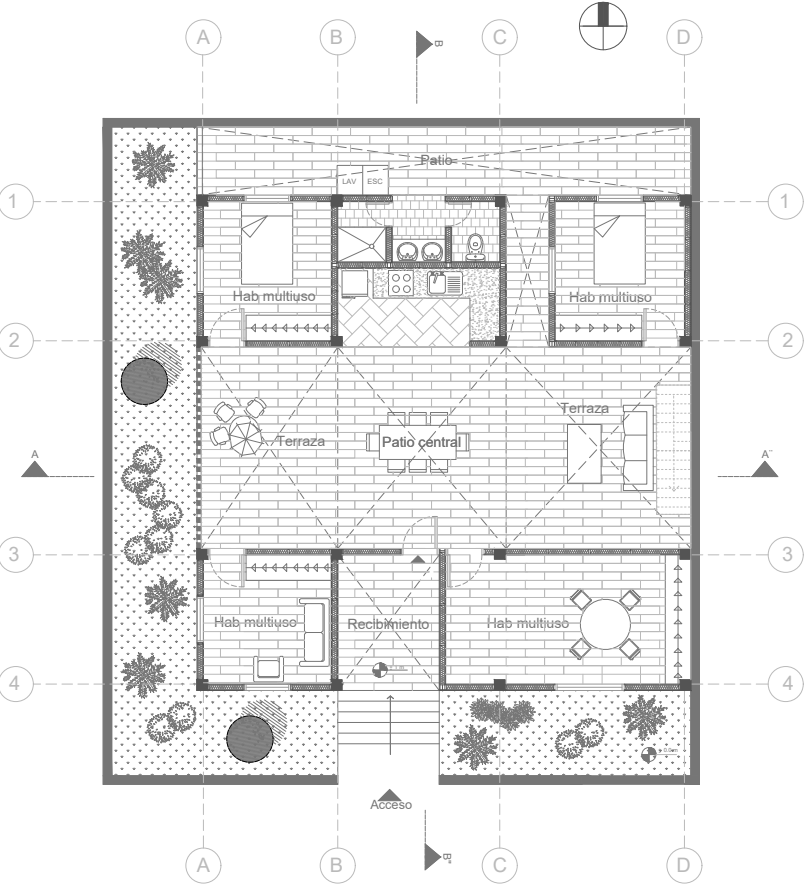 A
B
C
D
B
Patio
LAV
ESC
1
1
Hab multiuso
Hab multiuso
2
2
Terraza
Terraza
Patio central
A
A
3
3
Hab multiuso
Recibimiento
Hab multiuso
4
4
Acceso
B
A
B
C
D